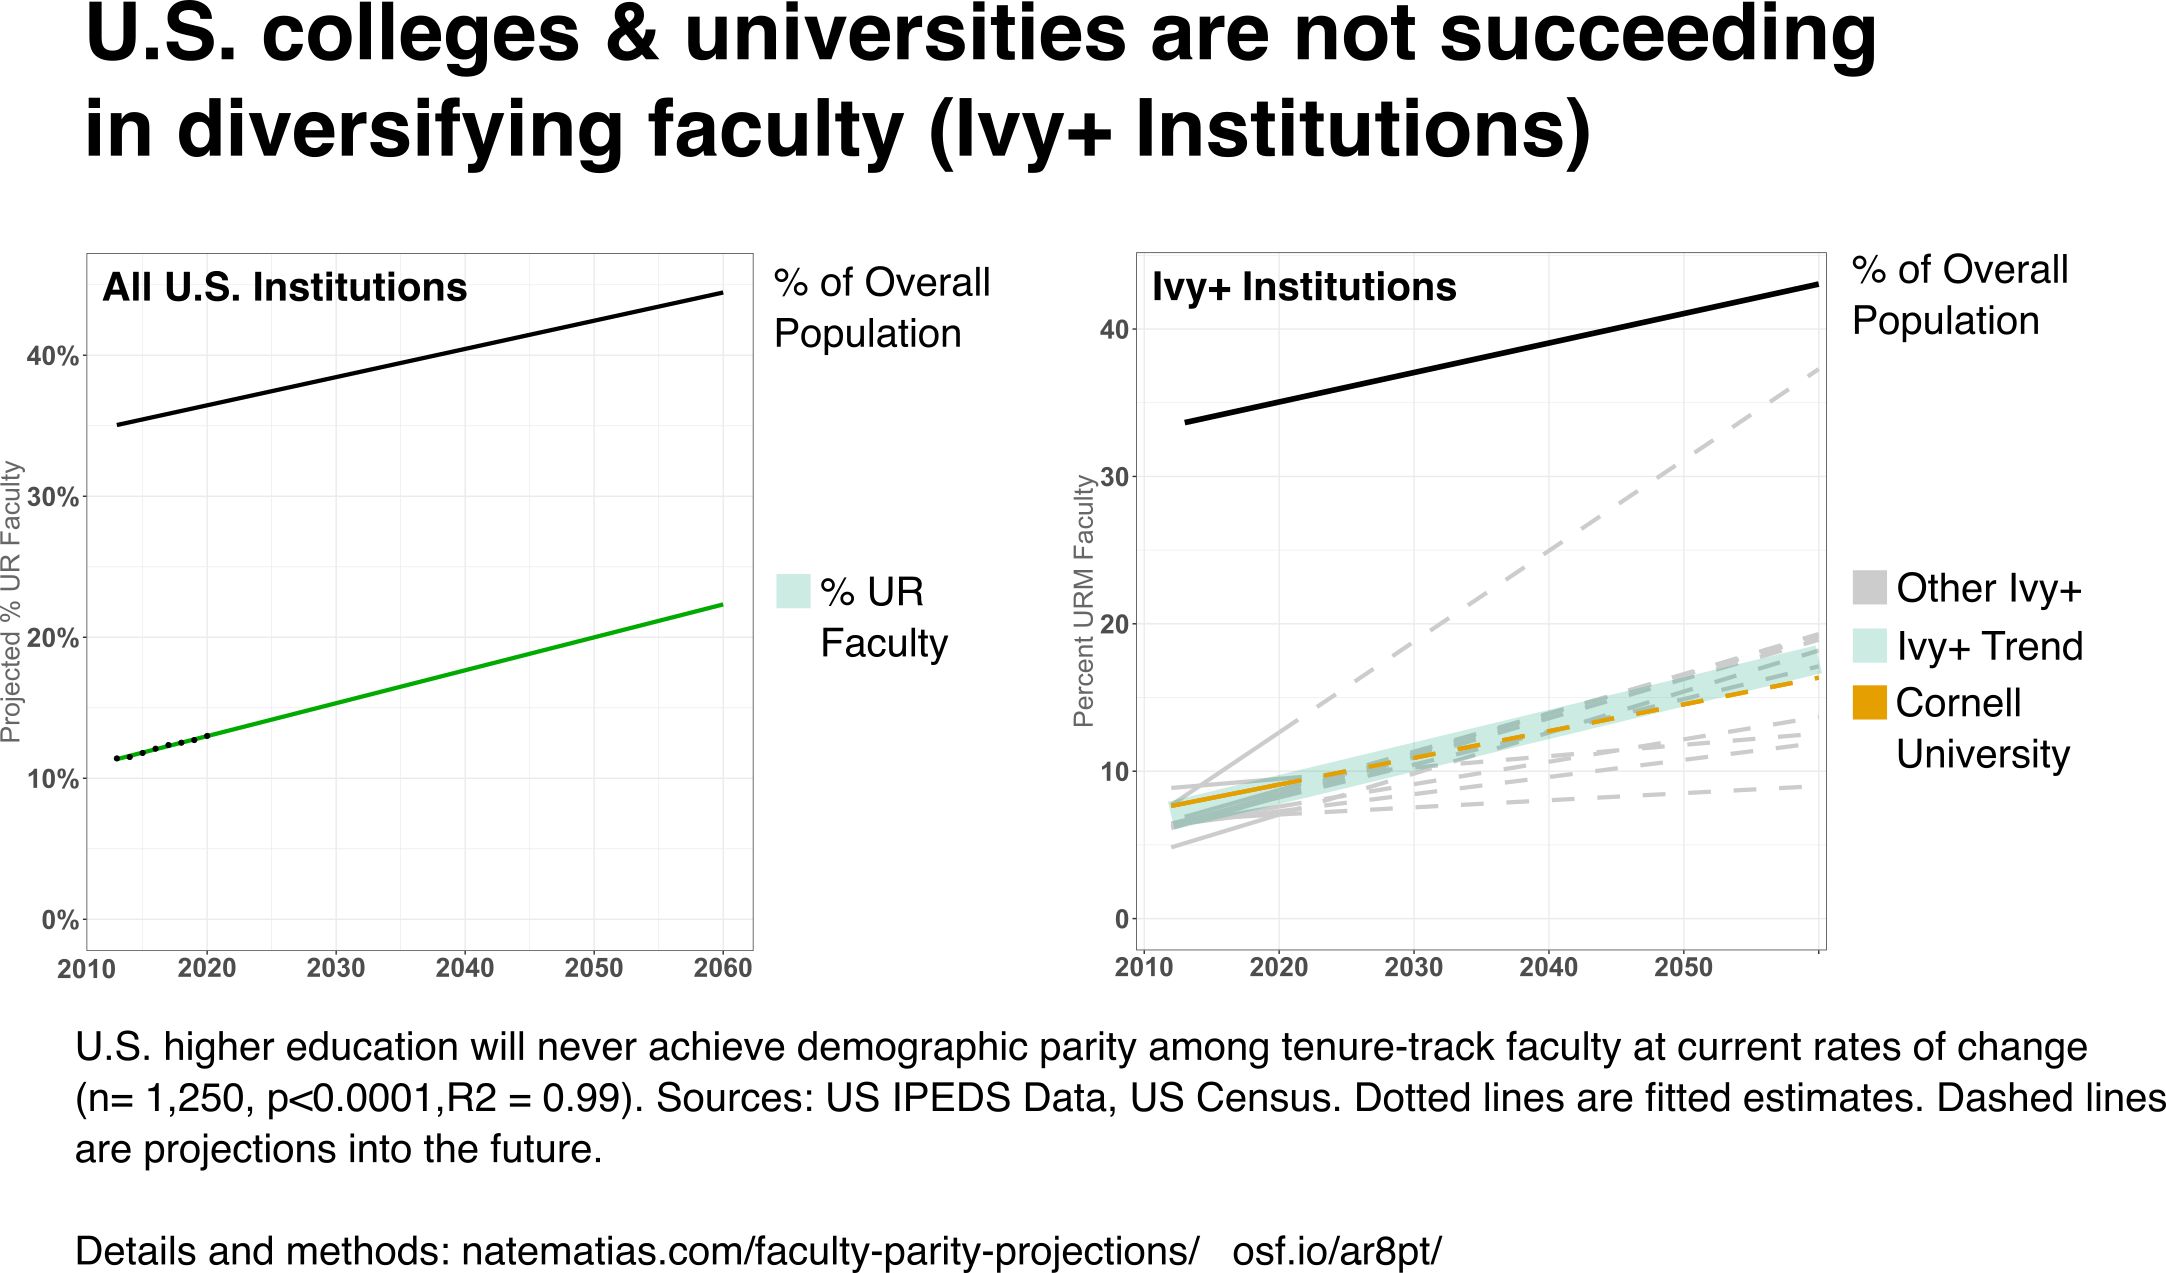 U.S. colleges & universities are not succeeding
in diversifying faculty (Ivy+ Institutions)
All U.S. Institutions
Projected % UR Faculty
40%
30%
20%
10%
0%
2010 2020 2030 2040 2050 2060
% of Overall
Population
% UR
Faculty
Ivy+ Institutions
Percent URM Faculty
40
30
20
10
0
2010 2020 2030 2040 2050
% of Overall
Population
Other Ivy+
Ivy+ Trend
Cornell
University
U.S. higher education will never achieve demographic parity among tenure-track faculty at current rates of change
(n= 1,250, p<0.0001,R2 = 0.99). Sources: US IPEDS Data, US Census. Dotted lines are fitted estimates. Dashed lines
are projections into the future.
Details and methods: natematias.com/faculty-parity-projections/ osf.io/ar8pt/